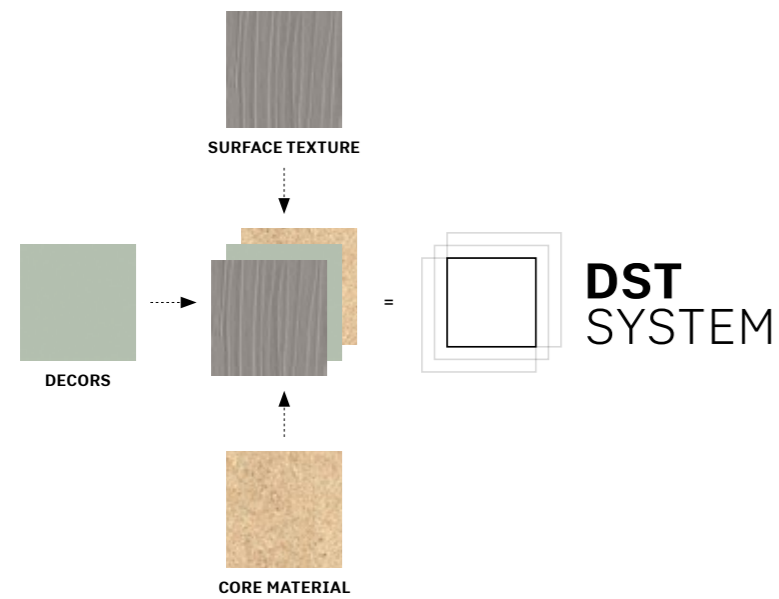 SURFACE TEXTURE
DECORS
=
DST
SYSTEM
CORE MATERIAL